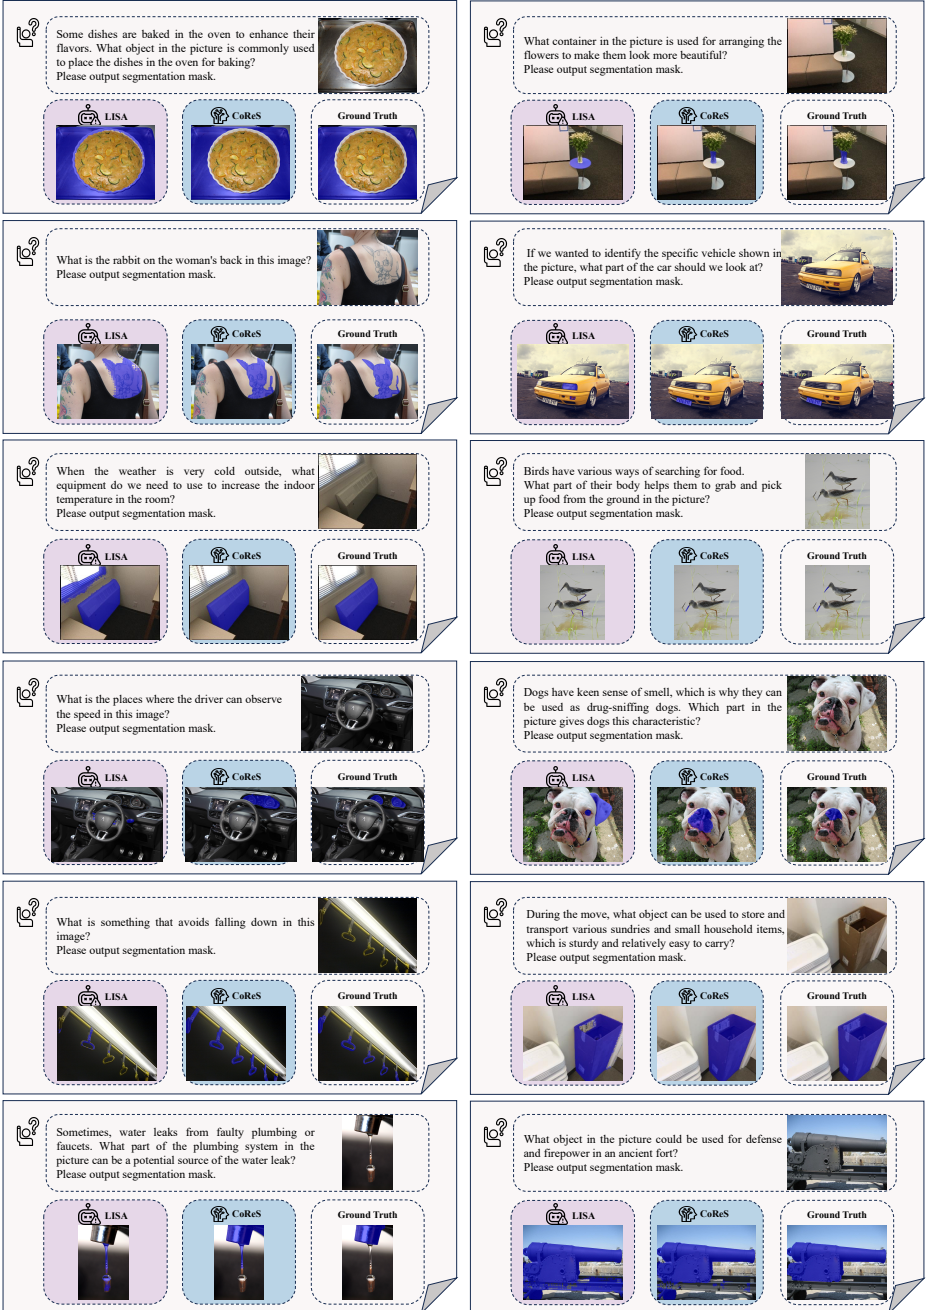 Some dishes are baked in the oven to enhance their
flavors. What object in the picture is commonly used
to place the dishes in the oven for baking?
Please output segmentation mask.
LISA
CoReS
Ground Truth
What container in the picture is used for arranging the
flowers to make them look more beautiful?
Please output segmentation mask.
LISA
CoReS
Ground Truth
What is the rabbit on the woman's back in this image?
Please output segmentation mask.
LISA
CoReS
Ground Truth
If we wanted to identify the specific vehicle shown in
the picture, what part of the car should we look at?
Please output segmentation mask.
LISA
CoReS
Ground Truth
When the weather is very cold outside, what
equipment do we need to use to increase the indoor
temperature in the room?
Please output segmentation mask.
LISA
CoReS
Ground Truth
Birds have various ways of searching for food.
What part of their body helps them to grab and pick
up food from the ground in the picture?
Please output segmentation mask.
LISA
CoReS
Ground Truth
What is the places where the driver can observe
the speed in this image?
Please output segmentation mask.
LISA
CoReS
Ground Truth
Dogs have keen sense of smell, which is why they can
be used as drug-sniffing dogs. Which part in the
picture gives dogs this characteristic?
Please output segmentation mask.
LISA
CoReS
Ground Truth
What is something that avoids falling down in this
image?
Please output segmentation mask.
LISA
CoReS
Ground Truth
During the move, what object can be used to store and
transport various sundries and small household items,
which is sturdy and relatively easy to carry?
Please output segmentation mask.
LISA
CoReS
Ground Truth
Sometimes, water leaks from faulty plumbing or
faucets. What part of the plumbing system in the
picture can be a potential source of the water leak?
Please output segmentation mask.
LISA
CoReS
Ground Truth
What object in the picture could be used for defense
and firepower in an ancient fort?
Please output segmentation mask.
LISA
CoReS
Ground Truth